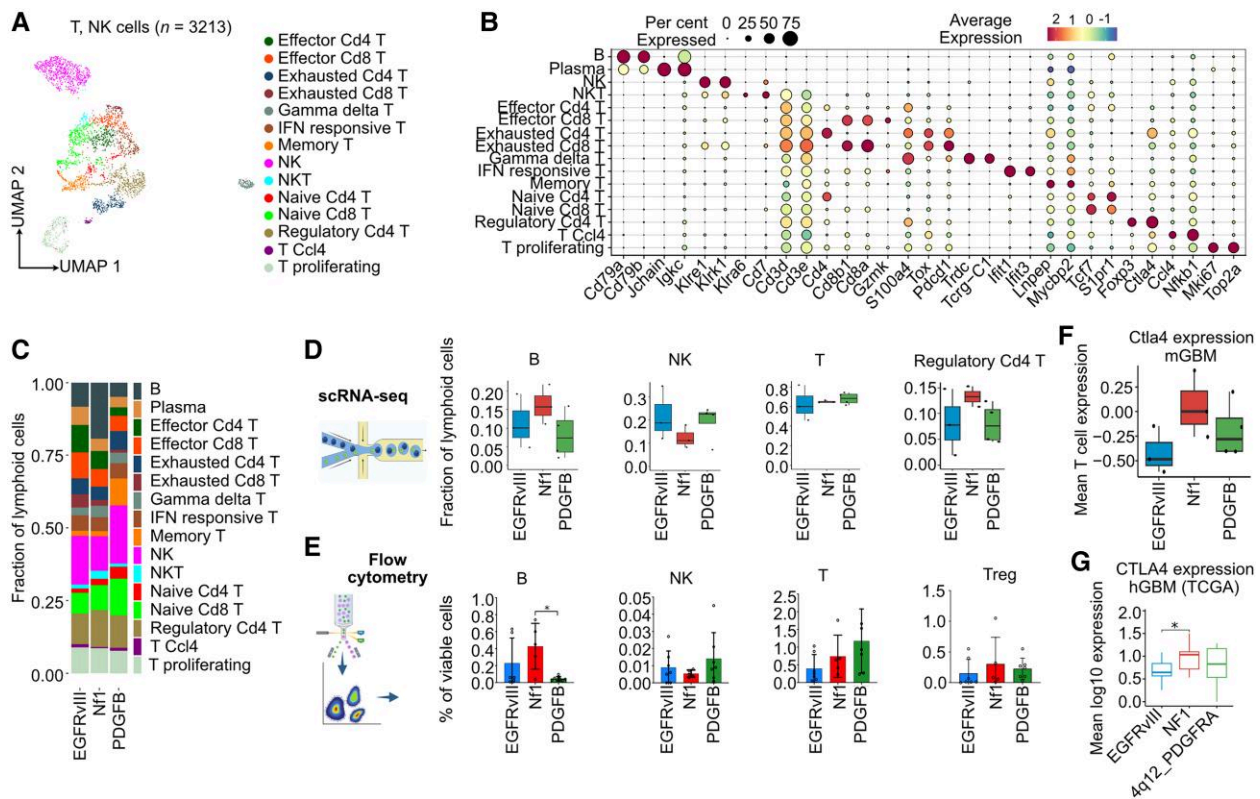 A
T, NK cells (n = 3213)
UMAP 2
UMAP 1
Effector Cd4 T
Effector Cd8 T
Exhausted Cd4 T
Exhausted Cd8 T
Gamma delta T
IFN responsive T
Memory T
NK
NKT
Naive Cd4 T
Naive Cd8 T
Regulatory Cd4 T
T Ccl4
T proliferating
B
Per cent Expressed
0 25 50 75
Average Expression
2 1 0 -1
B
Plasma
NK
NKT
Effector Cd4 T
Effector Cd8 T
Exhausted Cd4 T
Exhausted Cd8 T
Gamma delta T
IFN responsive
Memory T
Naive Cd4 T
Naive Cd8 T
Regulatory Cd4 T
T Ccl4
T proliferating
Cd79a Cd79b Jchain Igkc Klre1 Klrk1 Klra6 Cd7 Cd3d Cd3e Cd4 Cd8b1 Cd8a Gzmk S100a4 Tox Pdcd1 Trdc Tcrg-C1 Ifit1 Ifit3 Lnpep Mycbp2 Tcf7 S1pr1 Foxp3 Ctla4 Ccl4 Nfkb1 Mki67 Top2a
C
Fraction of lymphoid cells
1.00
0.75
0.50
0.25
0.00
EGFRvIII
Nf1
PDGFB
B
Plasma
Effector Cd4 T
Effector Cd8 T
Exhausted Cd4 T
Exhausted Cd8 T
Gamma delta T
IFN responsive T
Memory T
NK
NKT
Naive Cd4 T
Naive Cd8 T
Regulatory Cd4 T
T Ccl4
T proliferating
D
scRNA-seq
Fraction of lymphoid cells
B
0.20
0.15
0.10
0.05
0.00
EGFRvIII
Nf1
PDGFB
NK
0.3
0.2
0.1
0.0
EGFRvIII
Nf1
PDGFB
T
0.8
0.6
0.4
0.2
0.0
EGFRvIII
Nf1
PDGFB
Regulatory Cd4 T
0.15
0.10
0.05
0.00
EGFRvIII
Nf1
PDGFB
E
Flow
cytometry
% of viable cells
B
1.0
0.8
0.6
0.4
0.2
0.0
*
EGFRvIII
Nf1
PDGFB
NK
0.05
0.04
0.03
0.02
0.01
0.00
EGFRvIII
Nf1
PDGFB
T
2.0
1.5
1.0
0.5
0.0
EGFRvIII
Nf1
PDGFB
Treg
1.5
1.0
0.5
0.0
EGFRvIII
Nf1
PDGFB
F
Ctla4 expression
mGBM
Mean T cell expression
0.25
0.00
−0.25
−0.50
EGFRvIII
Nf1
PDGFB
G
CTLA4 expression
hGBM (TCGA)
Mean log10 expression
2.0
1.5
1.0
0.5
0.0
*
EGFRvIII
NF1
4q12_PDGFRA